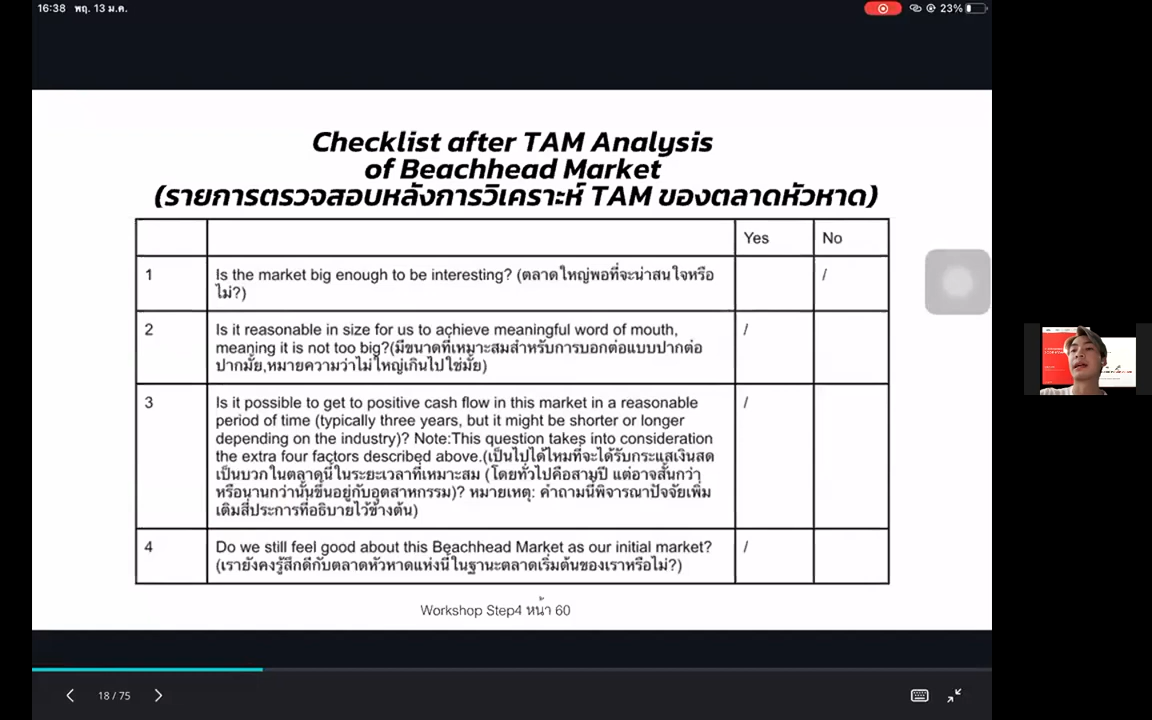 16:38 พฤ. 13 ม.ค.
23%
Checklist after TAM Analysis
of Beachhead Market
(รายการตรวจสอบหลังการวิเคราะห์ TAM ของตลาดหัวหาด)
Yes No
1 Is the market big enough to be interesting? (ตลาดใหญ่พอที่จะน่าสนใจหรือ /
ไม่?)
2 Is it reasonable in size for us to achieve meaningful word of mouth, /
meaning it is not too big?(มีขนาดที่เหมาะสมสำหรับการบอกต่อแบบปากต่อ
ปากมั้ย,หมายความว่าไม่ใหญ่เกินไปใช่มั้ย)
3 Is it possible to get to positive cash flow in this market in a reasonable /
period of time (typically three years, but it might be shorter or longer
depending on the industry)? Note:This question takes into consideration
the extra four factors described above.(เป็นไปได้ไหมที่จะได้รับกระแสเงินสด
เป็นบวกในตลาดนี้ในระยะเวลาที่เหมาะสม (โดยทั่วไปคือสามปี แต่อาจสั้นกว่า
หรือนานกว่านั้นขึ้นอยู่กับอุตสาหกรรม)? หมายเหตุ: คำถามนี้พิจารณาปัจจัยเพิ่ม
เติมสี่ประการที่อธิบายไว้ข้างต้น)
4 Do we still feel good about this Beachhead Market as our initial market? /
(เรายังคงรู้สึกดีกับตลาดหัวหาดแห่งนี้ในฐานะตลาดเริ่มต้นของเราหรือไม่?)
Workshop Step4 หน้า 60
18 / 75